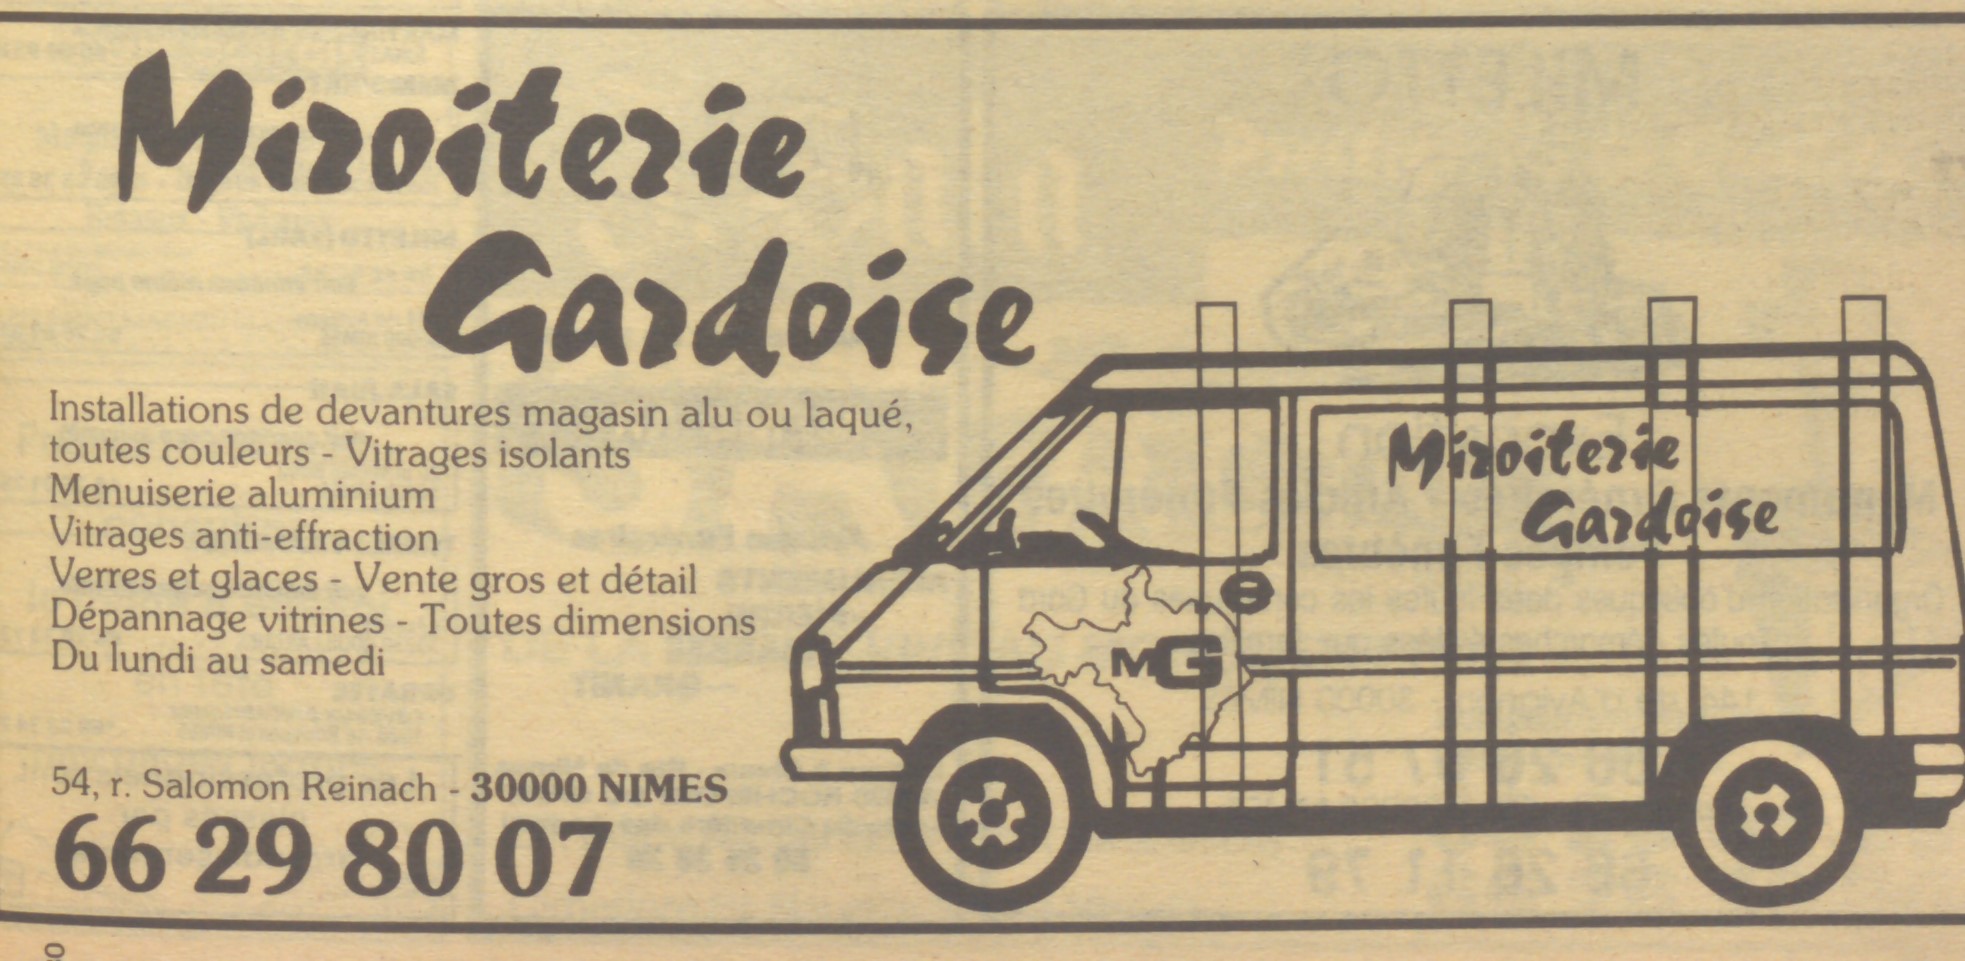 Miroiterie
Gardoise
Installations de devantures magasin alu ou laqué,
toutes couleurs - Vitrages isolants
Menuiserie aluminium
Vitrages anti-effraction
Verres et glaces - Vente gros et détail
Dépannage vitrines - Toutes dimensions
Du lundi au samedi
54, r. Salomon Reinach - 30000 NIMES
66 29 80 07
Miroiterie
Gardoise
MG